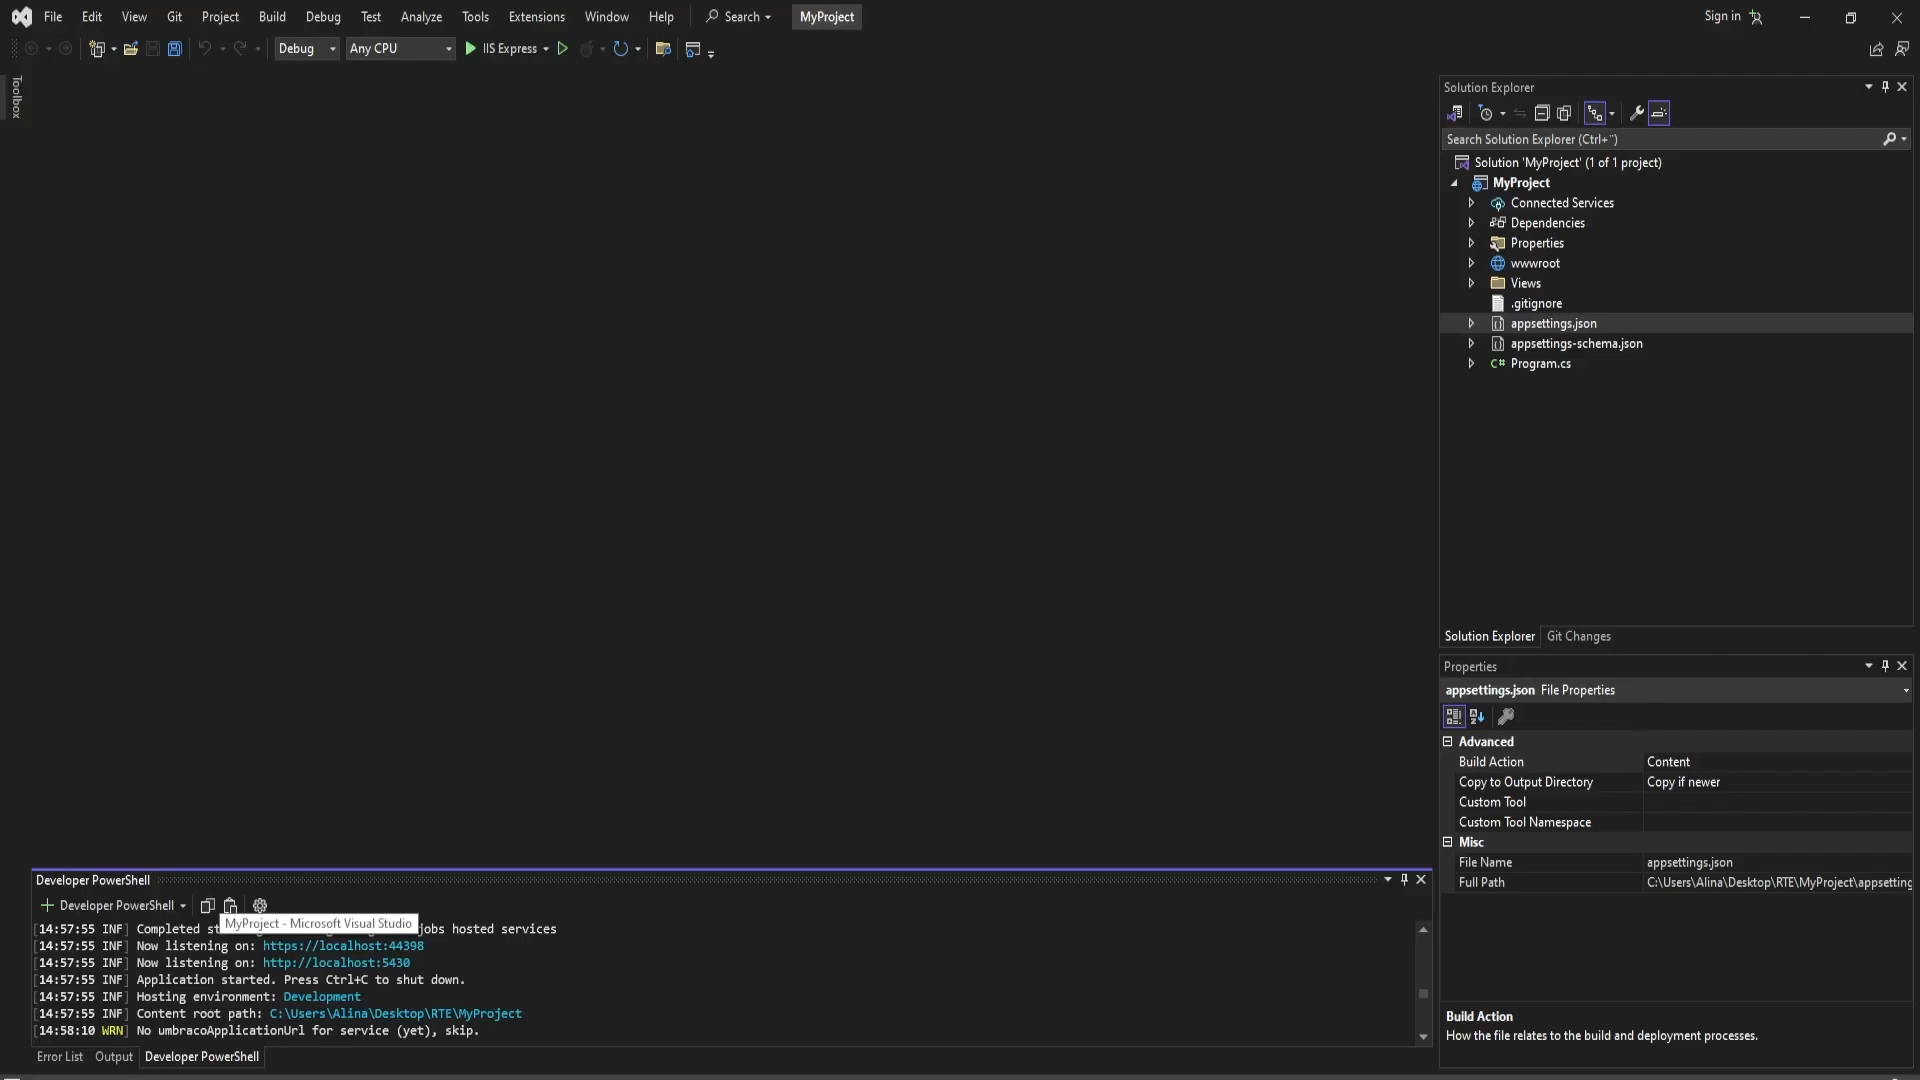 File Edit View Git Project Build Debug Test Analyze Tools Extensions Window Help Search MyProject Sign in
Debug Any CPU IIS Express
Toolbox
Solution Explorer
Search Solution Explorer (Ctrl+¨)
Solution 'MyProject' (1 of 1 project)
MyProject
Connected Services
Dependencies
Properties
wwwroot
Views
.gitignore
appsettings.json
appsettings-schema.json
C# Program.cs
Solution Explorer Git Changes
Properties
appsettings.json File Properties
Advanced
Build Action Content
Copy to Output Directory Copy if newer
Custom Tool
Custom Tool Namespace
Misc
File Name appsettings.json
Full Path C:\Users\Alina\Desktop\RTE\MyProject\appsetting
Build Action
How the file relates to the build and deployment processes.
Developer PowerShell
Developer PowerShell
MyProject - Microsoft Visual Studio
[14:57:55 INF] Completed st jobs hosted services
[14:57:55 INF] Now listening on: https://localhost:44398
[14:57:55 INF] Now listening on: http://localhost:5430
[14:57:55 INF] Application started. Press Ctrl+C to shut down.
[14:57:55 INF] Hosting environment: Development
[14:57:55 INF] Content root path: C:\Users\Alina\Desktop\RTE\MyProject
[14:58:10 WRN] No umbracoApplicationUrl for service (yet), skip.
Error List Output Developer PowerShell